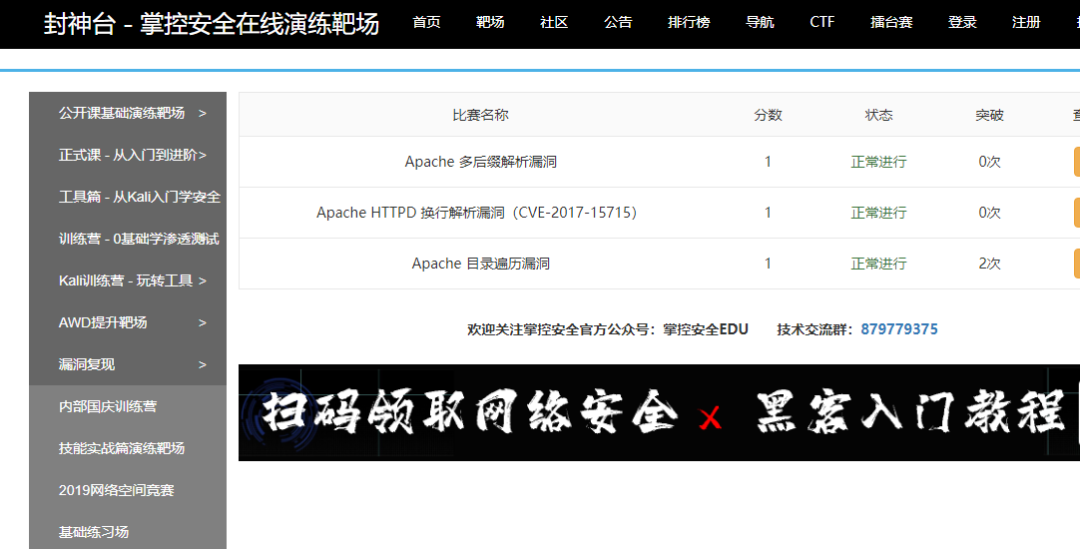 封神台 - 掌控安全在线演练靶场 首页 靶场 社区 公告 排行榜 导航 CTF 擂台赛 登录 注册
公开课基础演练靶场 >
正式课 - 从入门到进阶>
工具篇 - 从Kali入门学安全
训练营 - 0基础学渗透测试
Kali训练营 - 玩转工具 >
AWD提升靶场 >
漏洞复现 >
内部国庆训练营
技能实战篇演练靶场
2019网络空间竞赛
基础练习场
比赛名称 分数 状态 突破
Apache 多后缀解析漏洞 1 正常进行 0次
Apache HTTPD 换行解析漏洞（CVE-2017-15715） 1 正常进行 0次
Apache 目录遍历漏洞 1 正常进行 2次
欢迎关注掌控安全官方公众号：掌控安全EDU 技术交流群：879779375
扫码领取网络安全 x 黑客入门教程